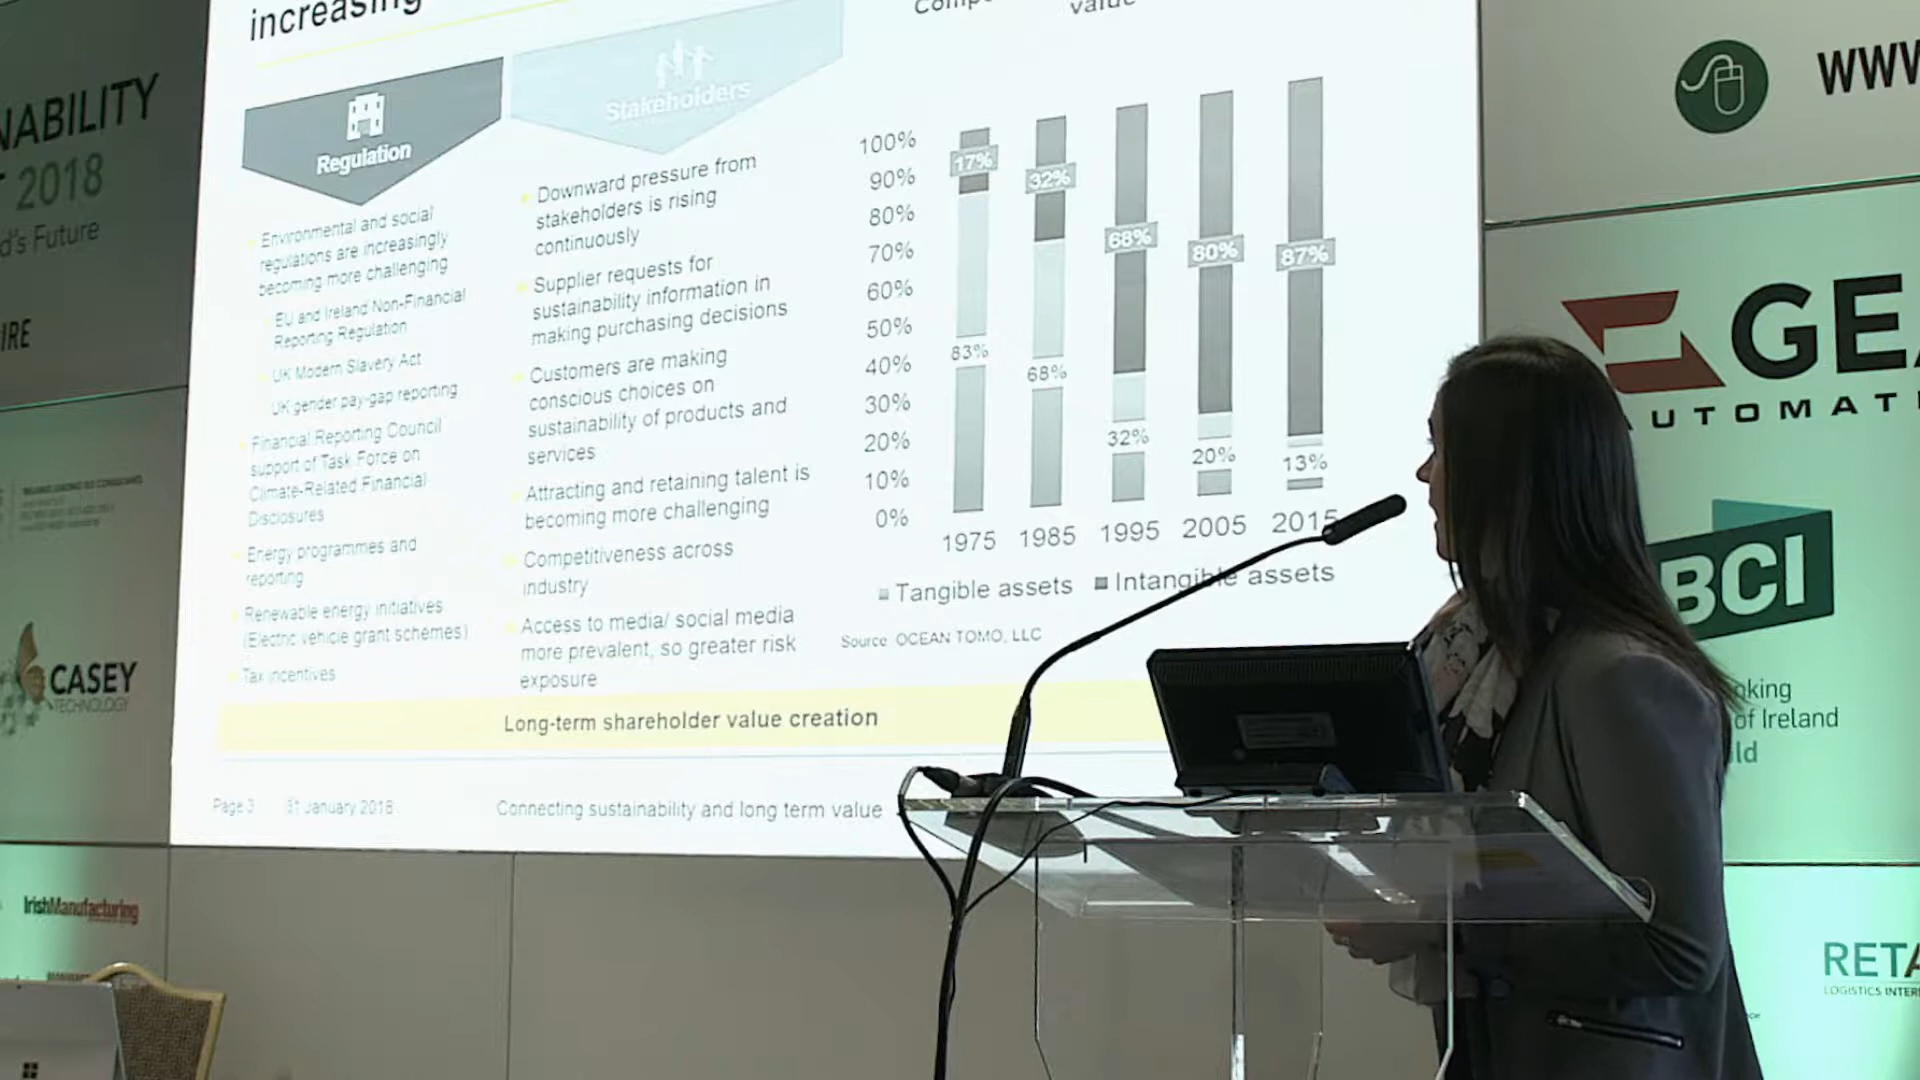 increasing
value
Regulation
Stakeholders
Environmental and social
regulations are increasingly
becoming more challenging
EU and Ireland Non-Financial
Reporting Regulation
UK Modern Slavery Act
UK gender pay-gap reporting
Financial Reporting Council
support of Task Force on
Climate-Related Financial
Disclosures
Energy programmes and
reporting
Renewable energy initiatives
(Electric vehicle grant schemes)
Tax incentives
Downward pressure from
stakeholders is rising
continuously
Supplier requests for
sustainability information in
making purchasing decisions
Customers are making
conscious choices on
sustainability of products and
services
Attracting and retaining talent is
becoming more challenging
Competitiveness across
industry
Access to media/ social media
more prevalent, so greater risk
exposure
100%
90%
80%
70%
60%
50%
40%
30%
20%
10%
0%
17%
32%
68%
80%
87%
83%
68%
32%
20%
13%
1975 1985 1995 2005 2015
Tangible assets Intangible assets
Source OCEAN TOMO, LLC
Long-term shareholder value creation
Page 3 31 January 2018 Connecting sustainability and long term value
NABILITY
2018
d's Future
IRE
CASEY
TECHNOLOGY
IrishManufacturing
WWW
GEA
UTOMATI
BCI
oking
of Ireland
ld
RETA
LOGISTICS INTER